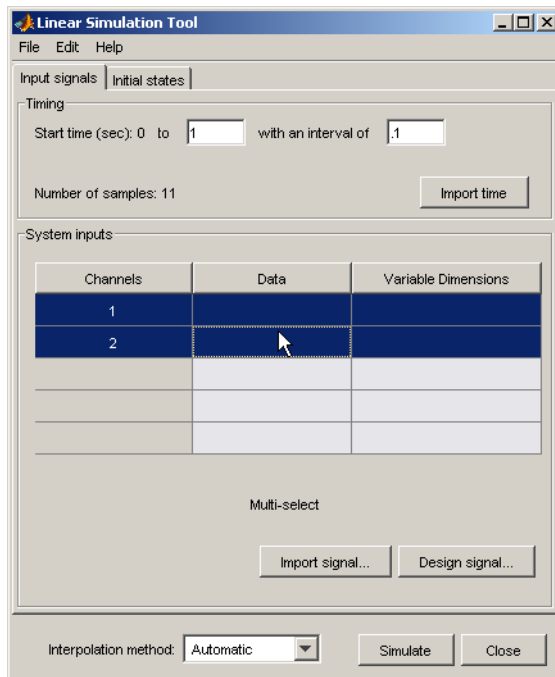 Linear Simulation Tool
File Edit Help
Input signals Initial states
Timing
Start time (sec): 0 to 1 with an interval of .1
Number of samples: 11 Import time
System inputs
Channels Data Variable Dimensions
1
2
Multi-select
Import signal... Design signal...
Interpolation method: Automatic Simulate Close